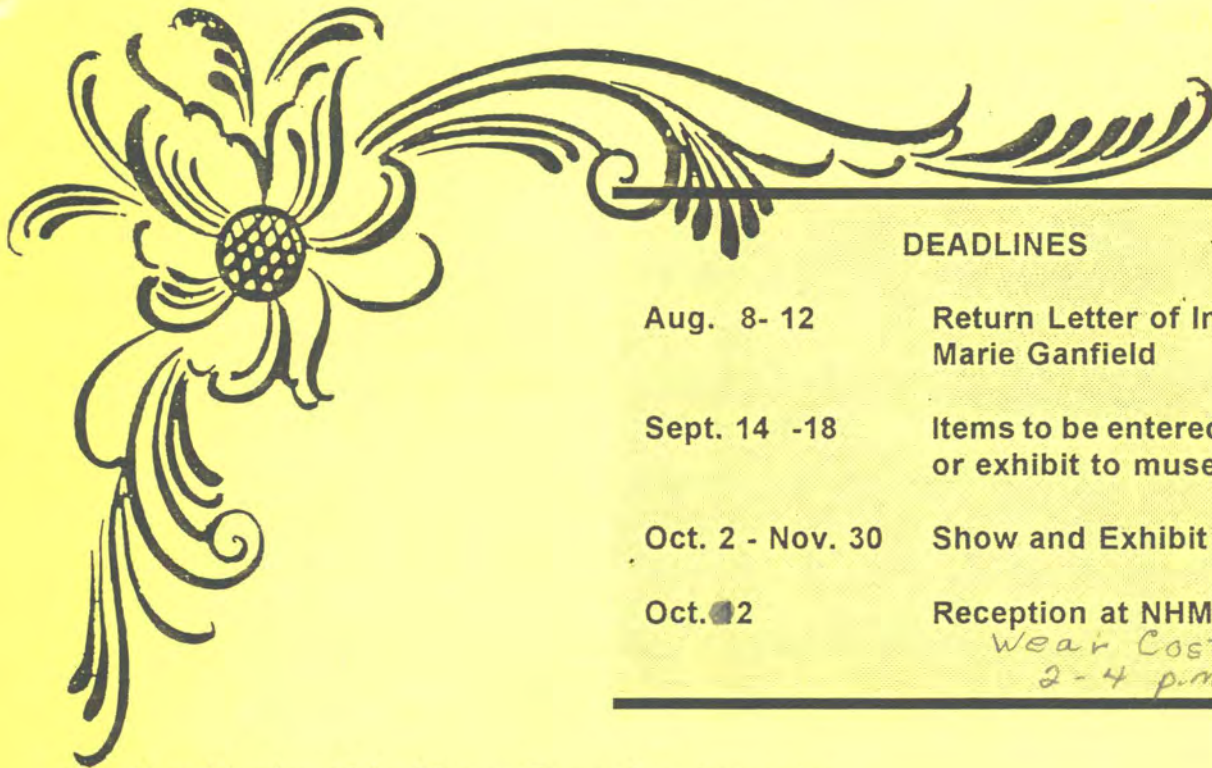 DEADLINES
Aug. 8- 12 Return Letter of
Marie Ganfield
Sept. 14 -18 Items to be entered
or exhibit to
Oct. 2 - Nov. 30 Show and Exhibit
Oct. 2 Reception at NHM
Wear
2-4